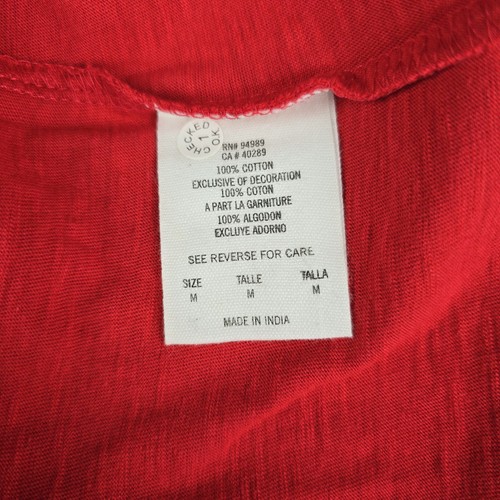 CHECKED 1 OK
RN# 94989
CA # 40289
100% COTTON
EXCLUSIVE OF DECORATION
100% COTON
A PART LA GARNITURE
100% ALGODON
EXCLUYE ADORNO
SEE REVERSE FOR CARE
SIZE TALLE TALLA
M M M
MADE IN INDIA